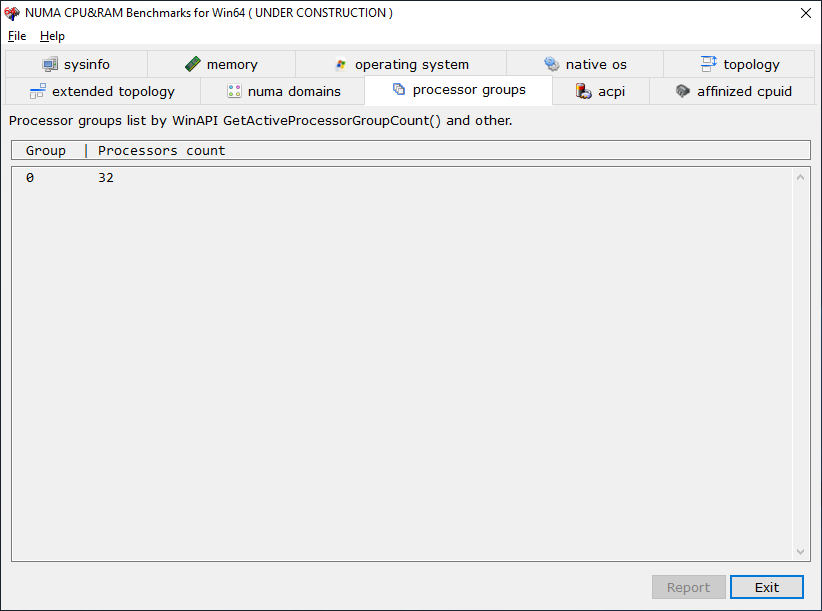 NUMA CPU&RAM Benchmarks for Win64 ( UNDER CONSTRUCTION )
File Help
sysinfo memory operating system native os topology
extended topology numa domains processor groups acpi affinized cpuid
Processor groups list by WinAPI GetActiveProcessorGroupCount() and other.
Group | Processors count
0 32
Report Exit